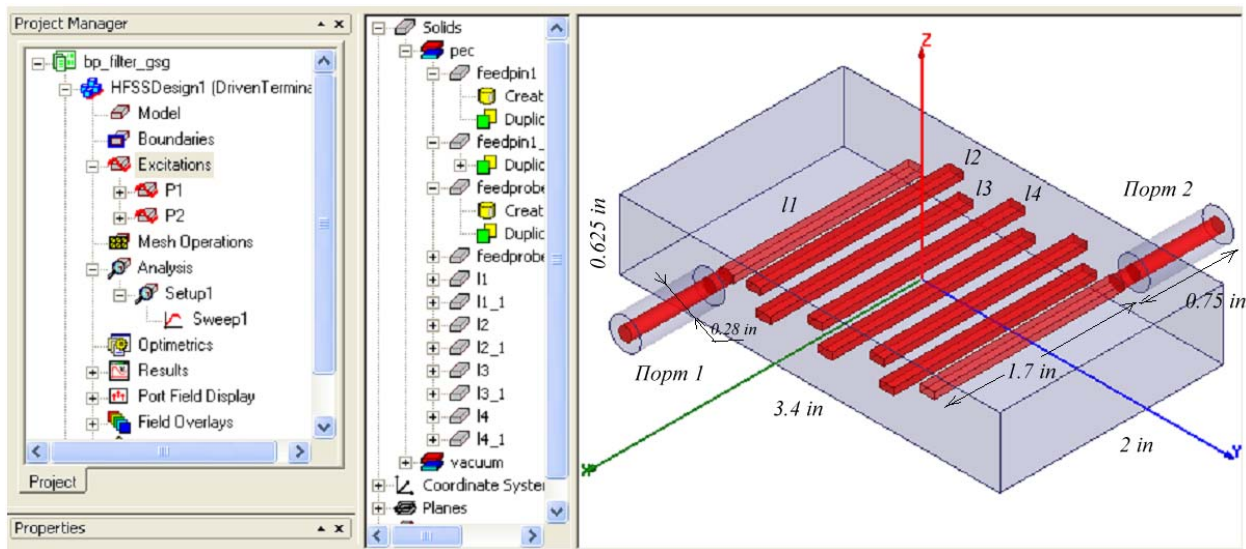 Project Manager
bp_filter_gsg
HFSSDesign1 (DrivenTermina
Model
Boundaries
Excitations
P1
P2
Mesh Operations
Analysis
Setup1
Sweep1
Optimetrics
Results
Port Field Display
Field Overlays
Project
Properties
Solids
pec
feedpin1
Creat
Duplic
feedpin1_
Duplic
feedprobe
Creat
Duplic
feedprobe
l1
l1_1
l2
l2_1
l3
l3_1
l4
l4_1
vacuum
Coordinate System
Planes
Z
l2
l3
l4
l1
Порт 2
0.625 in
0.75 in
0.28 in
Порт 1
1.7 in
3.4 in
2 in
X
Y